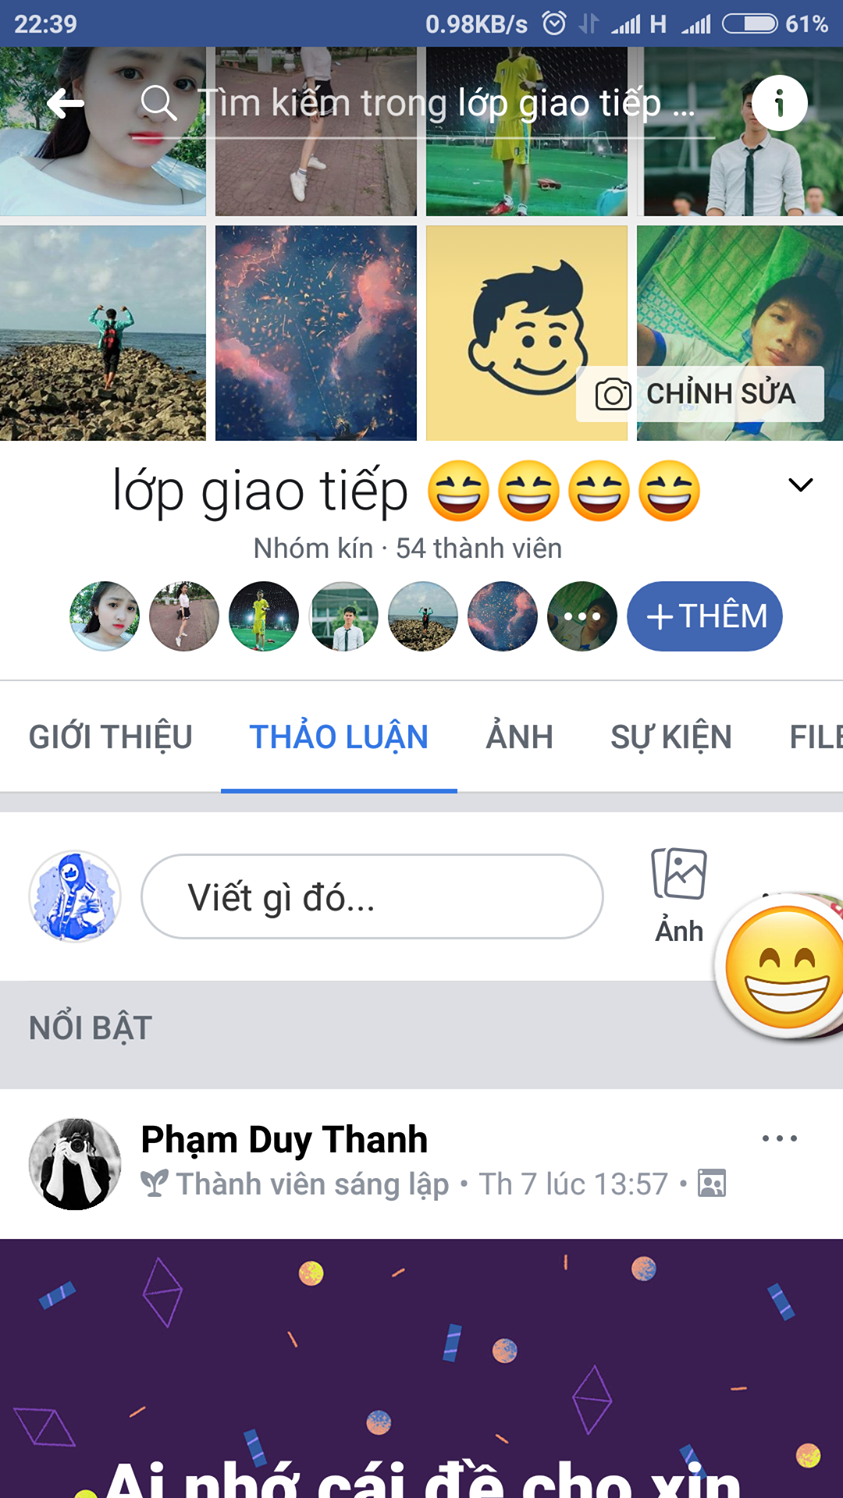 22:39 0.98KB/s H 61%
Tìm kiếm trong lớp giao tiếp ...
CHỈNH SỬA
lớp giao tiếp 😆😆😆😆
Nhóm kín · 54 thành viên
+THÊM
GIỚI THIỆU THẢO LUẬN ẢNH SỰ KIỆN FILE
Viết gì đó...
Ảnh
NỔI BẬT
Phạm Duy Thanh
Thành viên sáng lập • Th 7 lúc 13:57 •
Ai nhớ cái đề cho xin